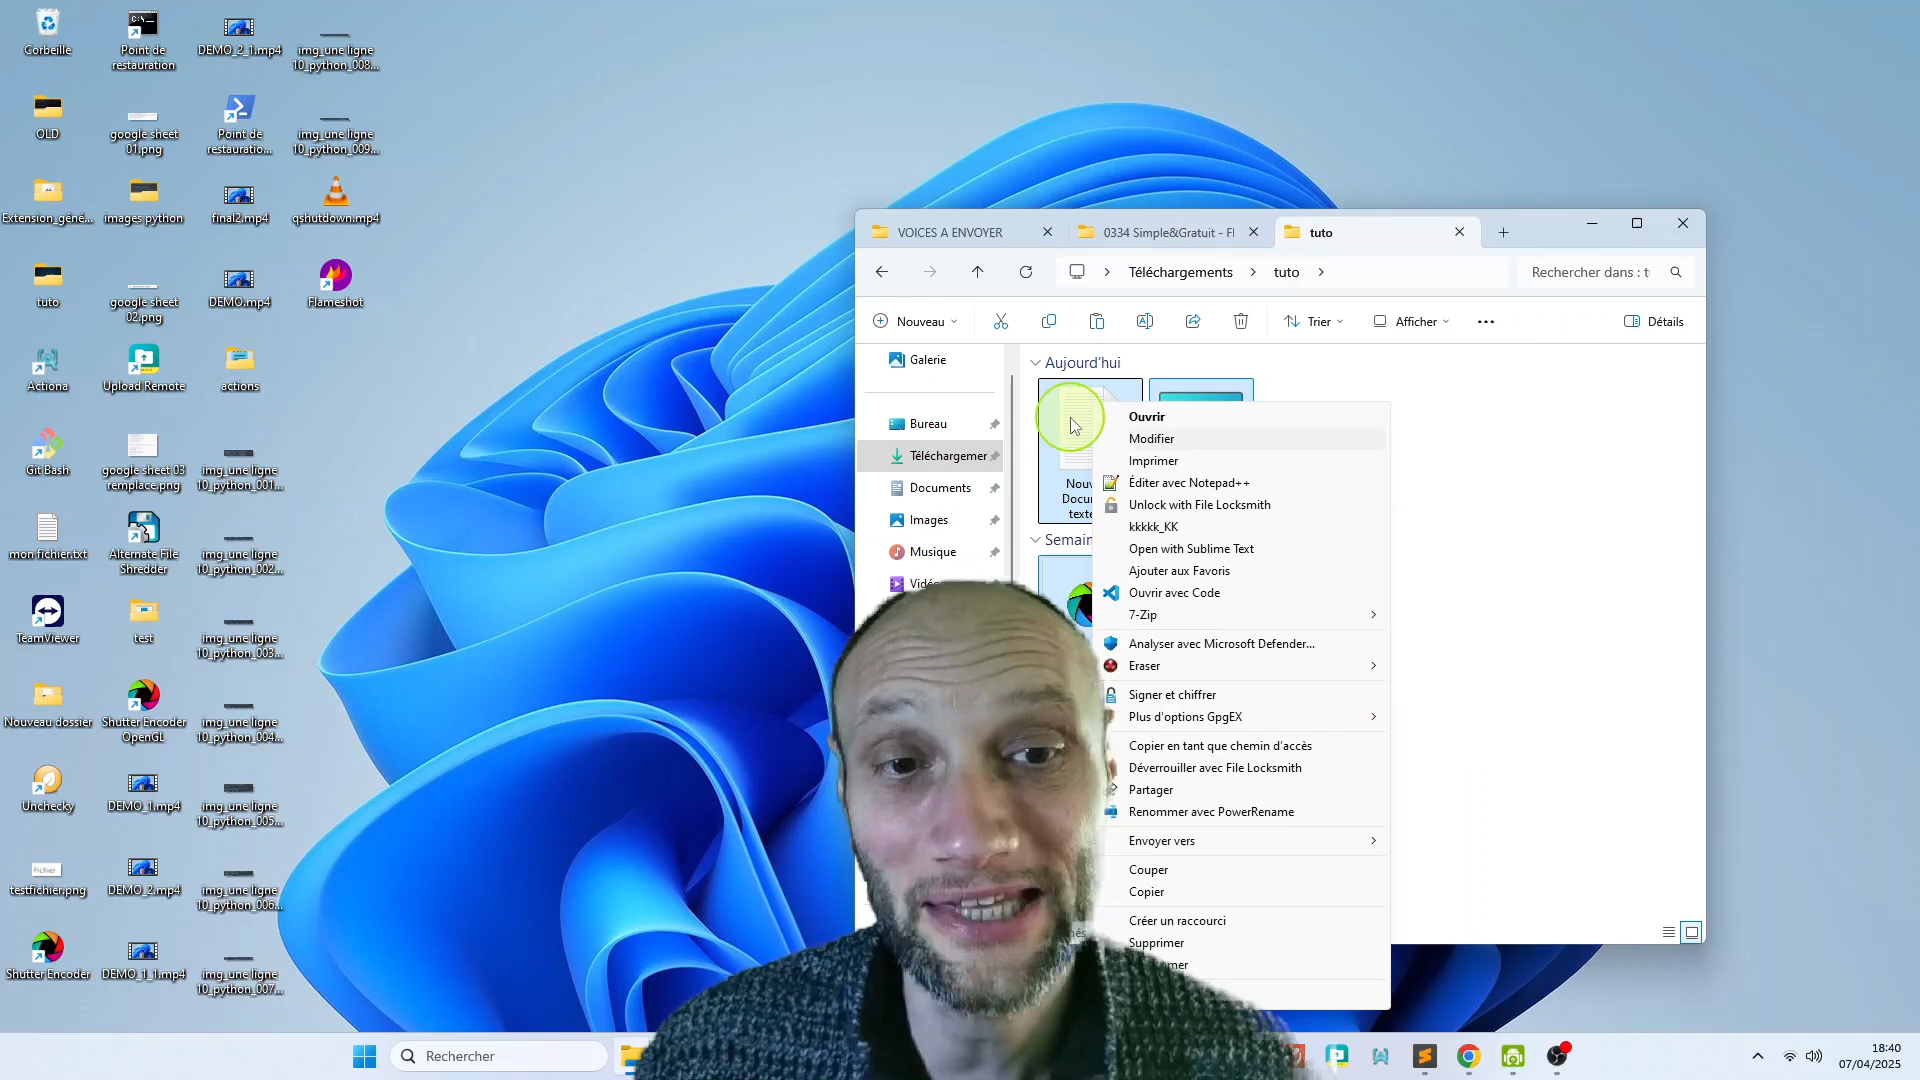 Corbeille
Point de
restauration
DEMO_2_1.mp4
img_une ligne
10_python_008...
OLD
google sheet
01.png
Point de
restauratio...
img_une ligne
10_python_009...
Extension_géné...
images python
final2.mp4
qshutdown.mp4
tuto
google sheet
02.png
DEMO.mp4
Flameshot
Actiona
Upload Remote
actions
Git Bash
google sheet 03
remplace.png
img_une ligne
10_python_001...
mon fichier.txt
Alternate File
Shredder
img_une ligne
10_python_002...
TeamViewer
test
img_une ligne
10_python_003...
Nouveau dossier
Shutter Encoder
OpenGL
img_une ligne
10_python_004...
Unchecky
DEMO_1.mp4
img_une ligne
10_python_005...
Fichier
testfichier.png
DEMO_2.mp4
img_une ligne
10_python_006...
Shutter Encoder
DEMO_1_1.mp4
img_une ligne
10_python_007...
VOICES A ENVOYER
0334 Simple&Gratuit - Fl
tuto
Téléchargements
tuto
Rechercher dans : t
Nouveau
Trier
Afficher
Détails
Galerie
Bureau
Téléchargemer
Documents
Images
Musique
Vidé
Aujourd'hui
Nouv
Docu
texte
Semain
Ouvrir
Modifier
Imprimer
Éditer avec Notepad++
Unlock with File Locksmith
kkkkk_KK
Open with Sublime Text
Ajouter aux Favoris
Ouvrir avec Code
7-Zip
Analyser avec Microsoft Defender...
Eraser
Signer et chiffrer
Plus d'options GpgEX
Copier en tant que chemin d'accès
Déverrouiller avec File Locksmith
Partager
Renommer avec PowerRename
Envoyer vers
Couper
Copier
Créer un raccourci
Supprimer
mer
Rechercher
18:40
07/04/2025